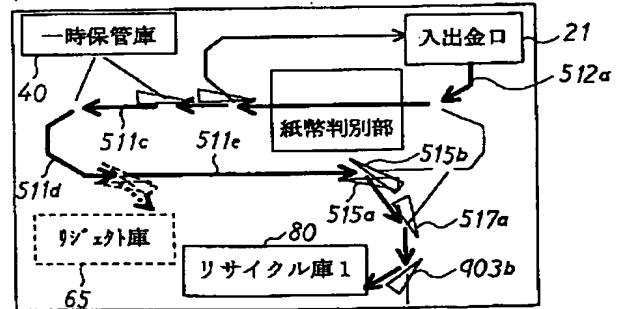 一時保管庫
入出金口
21
40
512a
紙幣判別部
511c
511e
515b
511d
515a
517a
リジェクト庫
80
リサイクル庫1
903b
65